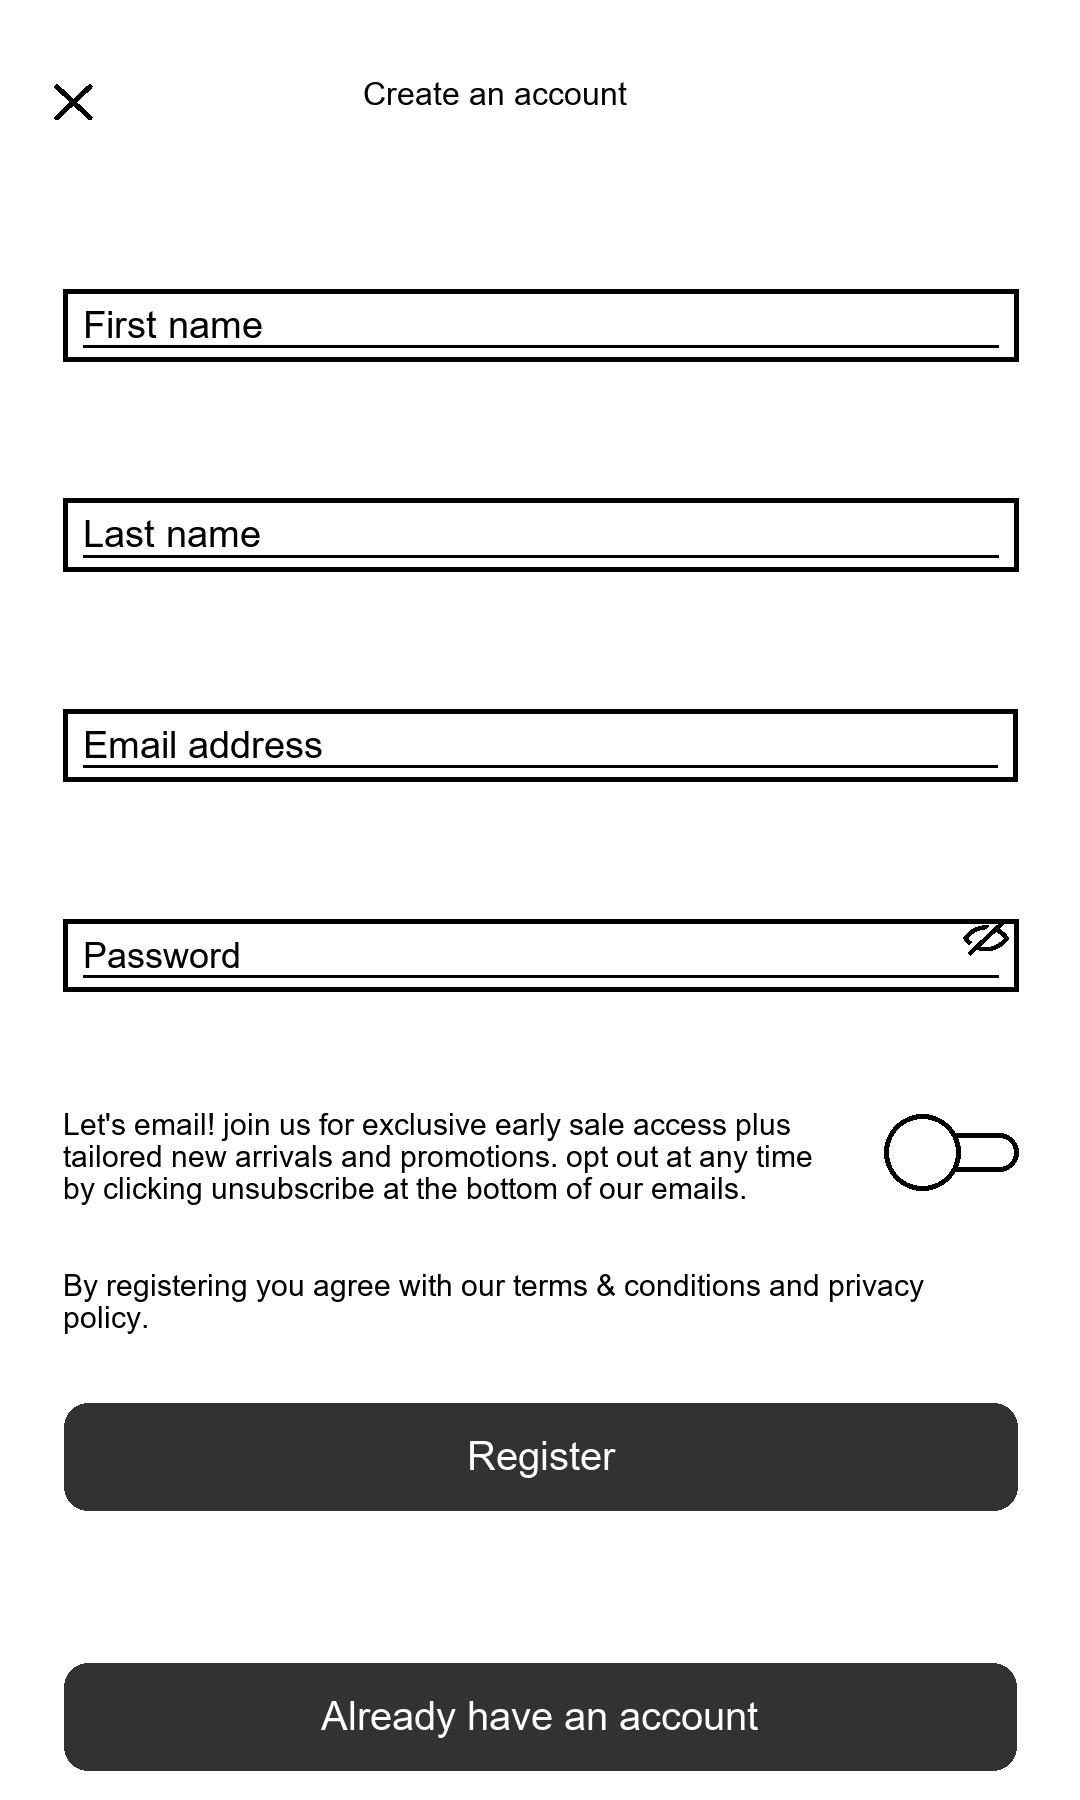 Create an account
First name
Last name
Email address
Password
Let's email! join us for exclusive early sale access plus
tailored new arrivals and promotions. opt out at any time
by clicking unsubscribe at the bottom of our emails.
By registering you agree with our terms & conditions and privacy
policy.
Register
Already have an account